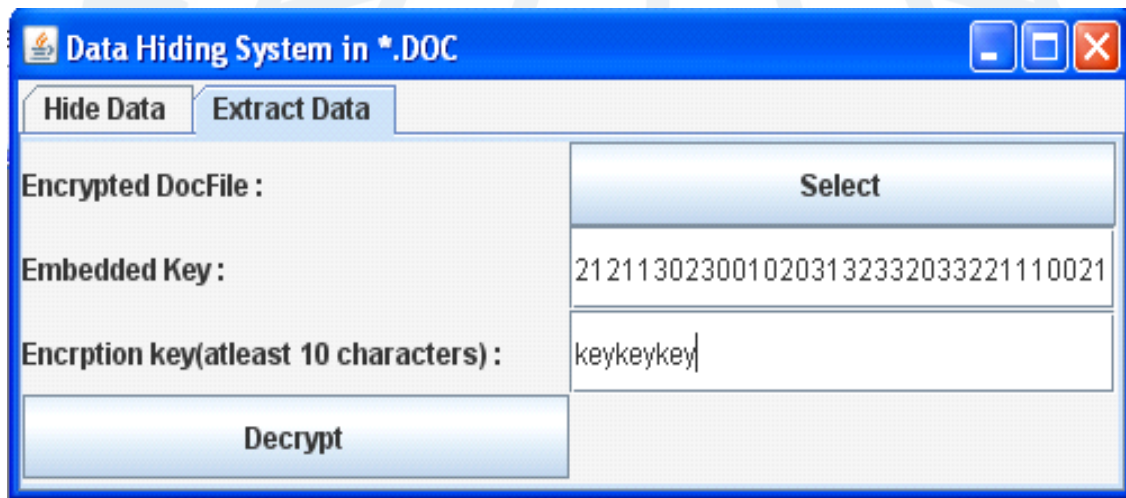 Data Hiding System in *.DOC
Hide Data Extract Data
Encrypted DocFile : Select
Embedded Key : 2121130230010203132332033221110021
Encrption key(atleast 10 characters) : keykeykey
Decrypt